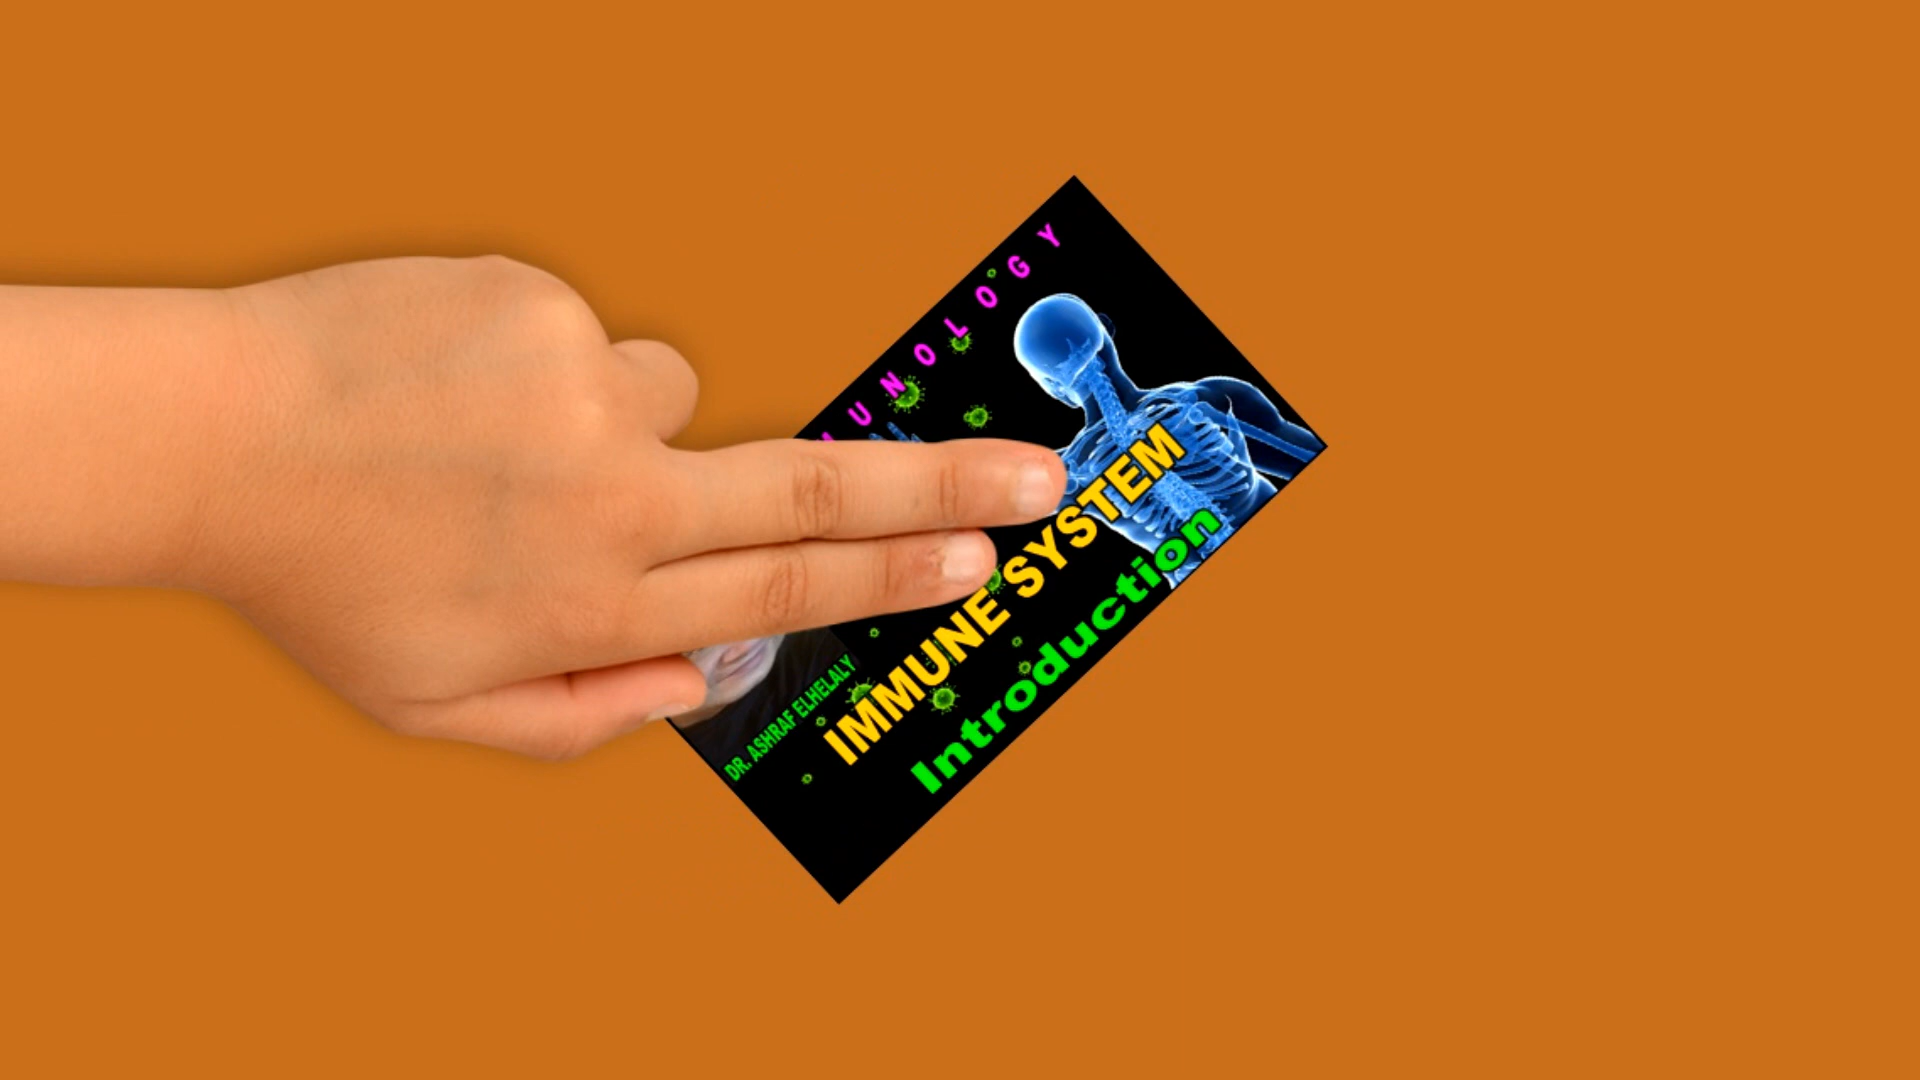 UNOLOGY
DR. ASHRAF ELHELALY
IMMUNE SYSTEM
Introduction